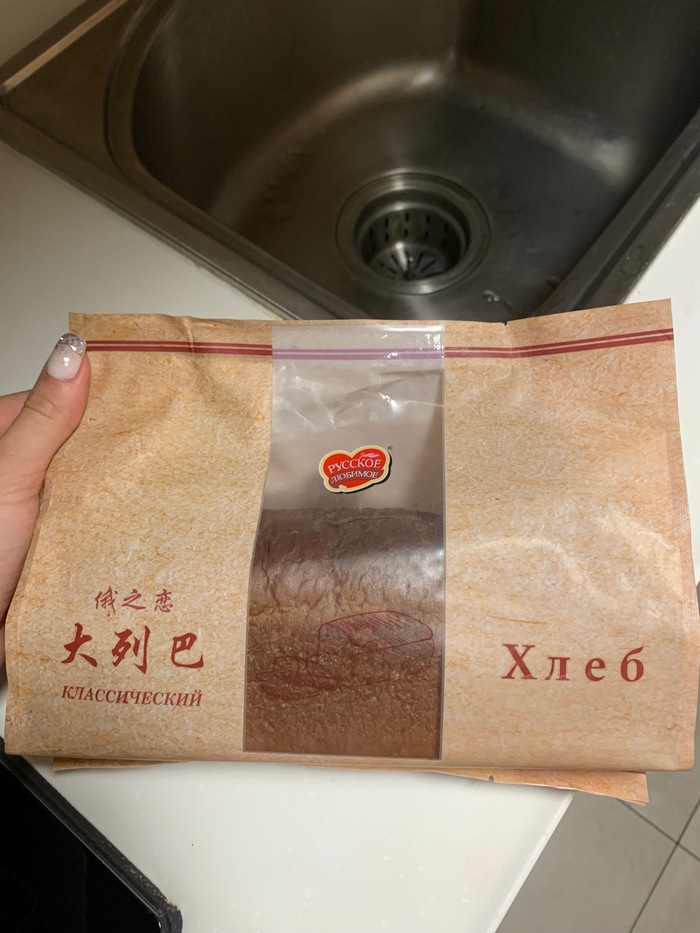 РУССКОЕ
ЛЮБИМОЕ
®
俄之恋
大列巴
КЛАССИЧЕСКИЙ
Хлеб